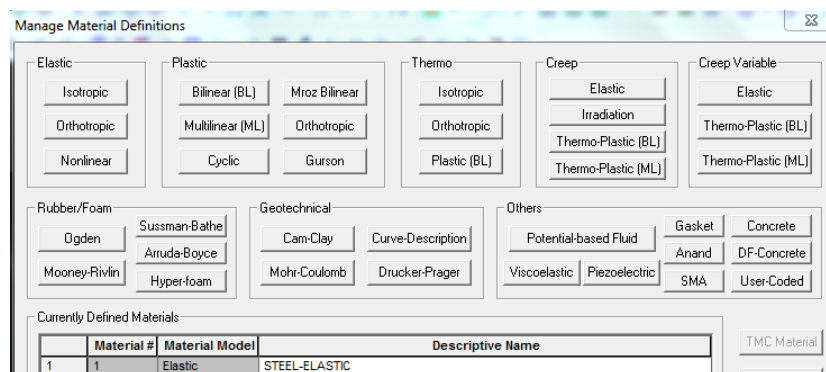 Manage Material Definitions
Elastic Plastic Thermo Creep Creep Variable
Isotropic Bilinear (BL) Mroz Bilinear Isotropic Elastic Elastic
Irradiation
Orthotropic Multilinear (ML) Orthotropic Orthotropic Thermo-Plastic (BL) Thermo-Plastic (BL)
Nonlinear Cyclic Gurson Plastic (BL) Thermo-Plastic (ML) Thermo-Plastic (ML)
Rubber/Foam Geotechnical Others
Ogden Sussman-Bathe Cam-Clay Curve-Description Potential-based Fluid Gasket Concrete
Arruda-Boyce Anand DF-Concrete
Mooney-Rivlin Hyper-foam Mohr-Coulomb Drucker-Prager Viscoelastic Piezoelectric SMA User-Coded
Currently Defined Materials
Material # Material Model Descriptive Name TMC Material
1 1 Elastic STEEL-ELASTIC